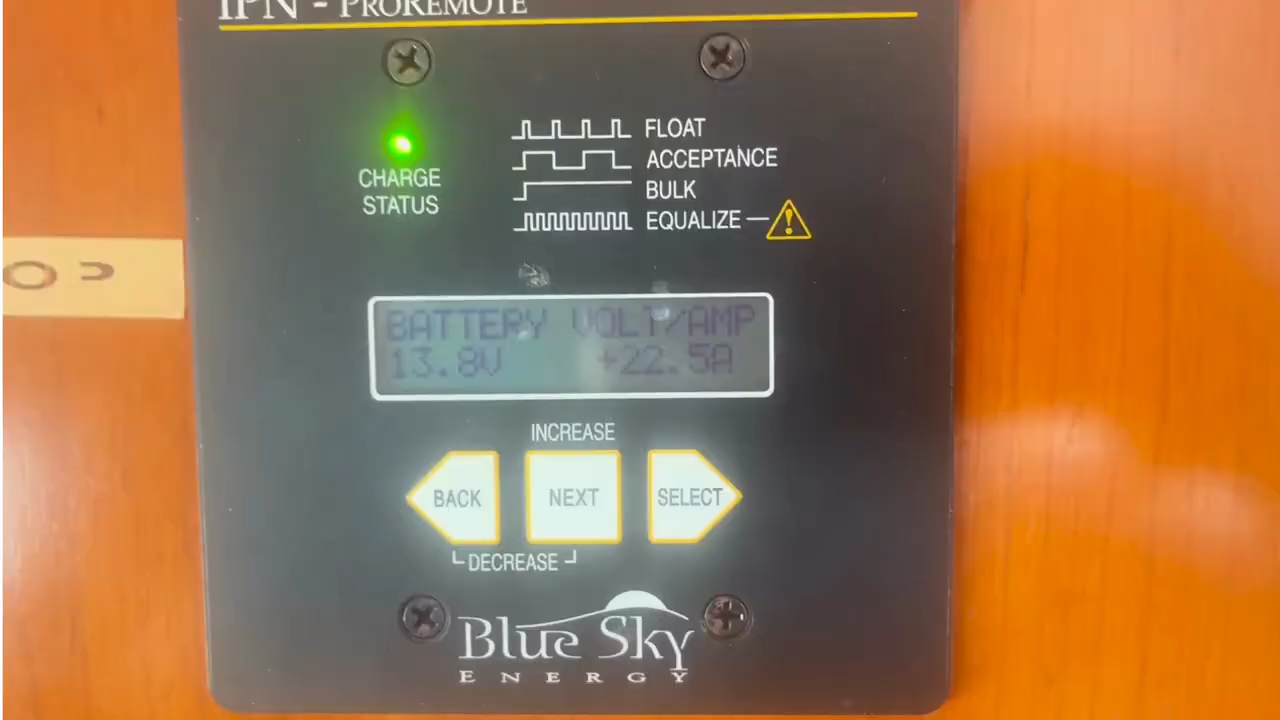 IPN - PROREMOTE
CHARGE
STATUS
FLOAT
ACCEPTANCE
BULK
EQUALIZE
BATTERY VOLT/AMP
13.8V +22.5A
INCREASE
BACK
NEXT
SELECT
DECREASE
Blue Sky
ENERGY